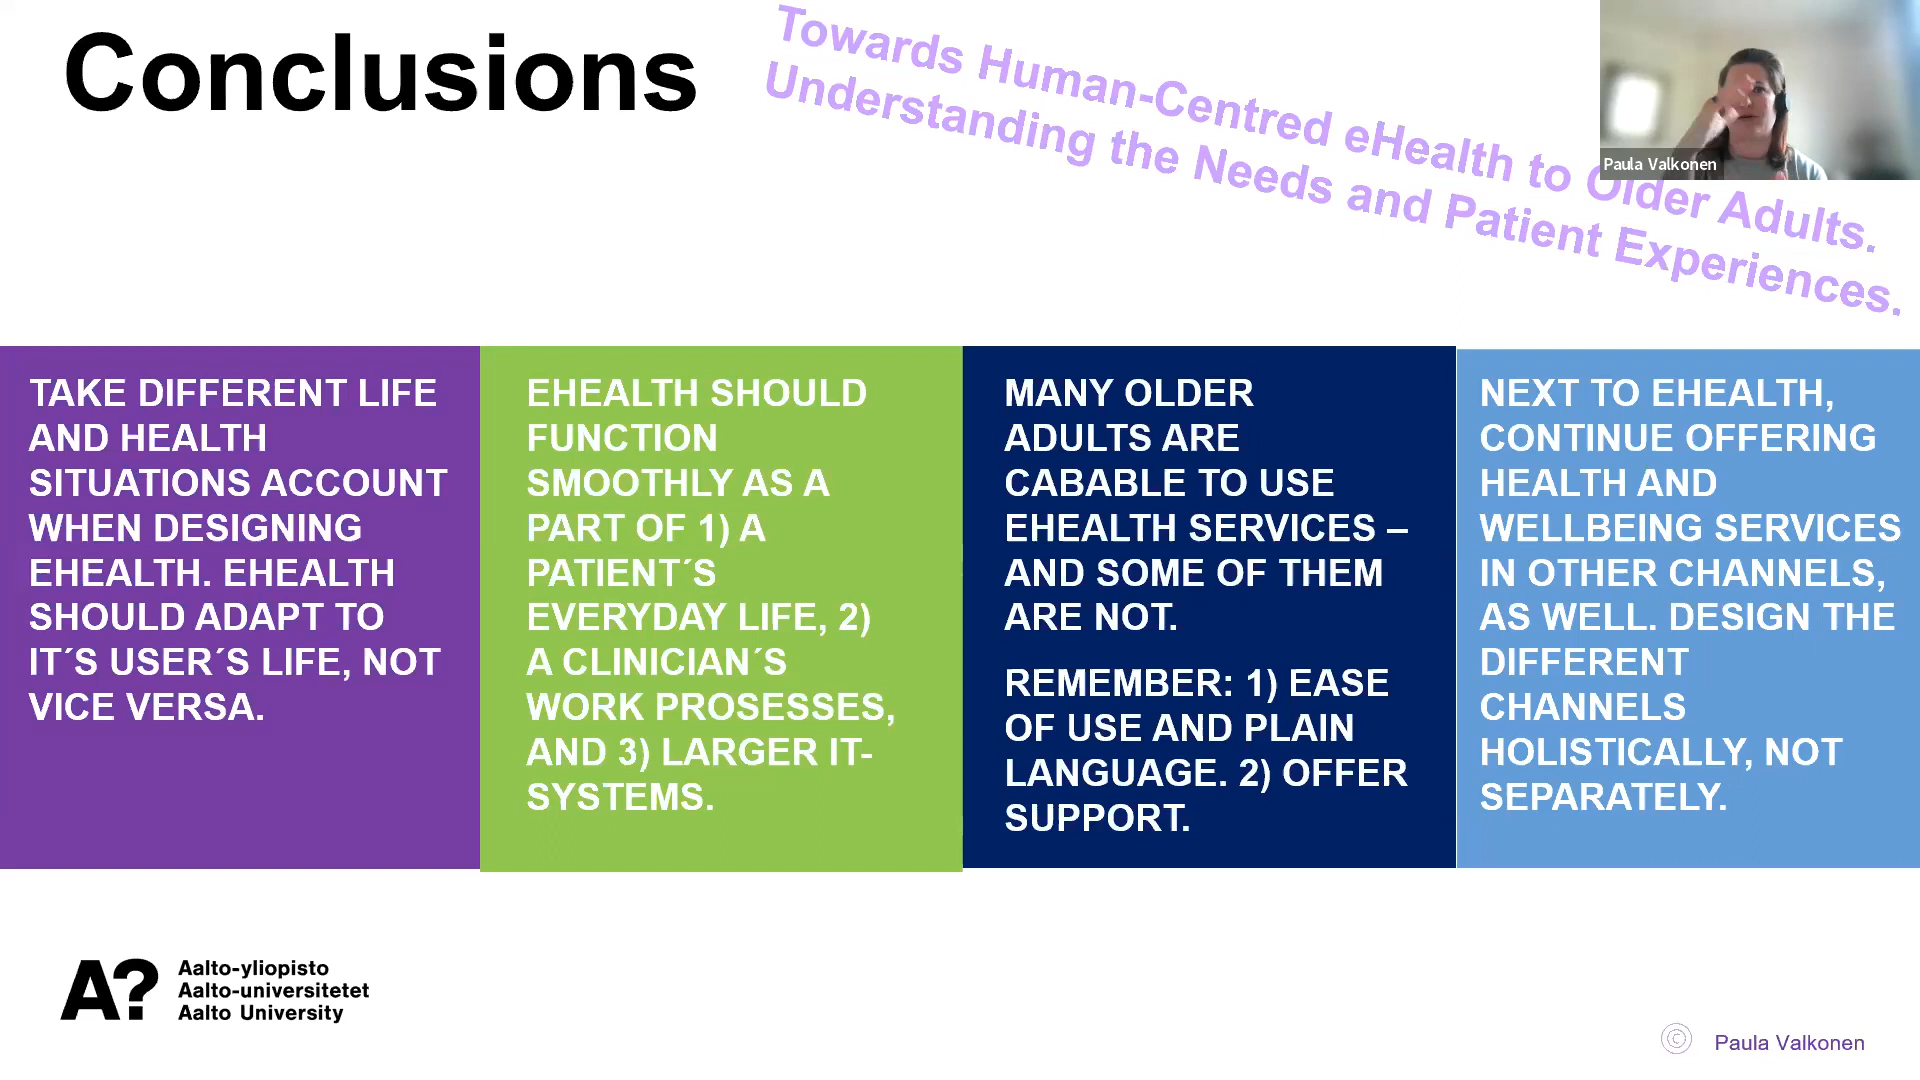 Conclusions
Towards Human-Centred eHealth to Older Adults.
Understanding the Needs and Patient Experiences.
Paula Valkonen
TAKE DIFFERENT LIFE
AND HEALTH
SITUATIONS ACCOUNT
WHEN DESIGNING
EHEALTH. EHEALTH
SHOULD ADAPT TO
IT´S USER´S LIFE, NOT
VICE VERSA.
EHEALTH SHOULD
FUNCTION
SMOOTHLY AS A
PART OF 1) A
PATIENT´S
EVERYDAY LIFE, 2)
A CLINICIAN´S
WORK PROSESSES,
AND 3) LARGER IT-
SYSTEMS.
MANY OLDER
ADULTS ARE
CABABLE TO USE
EHEALTH SERVICES –
AND SOME OF THEM
ARE NOT.
REMEMBER: 1) EASE
OF USE AND PLAIN
LANGUAGE. 2) OFFER
SUPPORT.
NEXT TO EHEALTH,
CONTINUE OFFERING
HEALTH AND
WELLBEING SERVICES
IN OTHER CHANNELS,
AS WELL. DESIGN THE
DIFFERENT
CHANNELS
HOLISTICALLY, NOT
SEPARATELY.
A?
Aalto-yliopisto
Aalto-universitetet
Aalto University
© Paula Valkonen